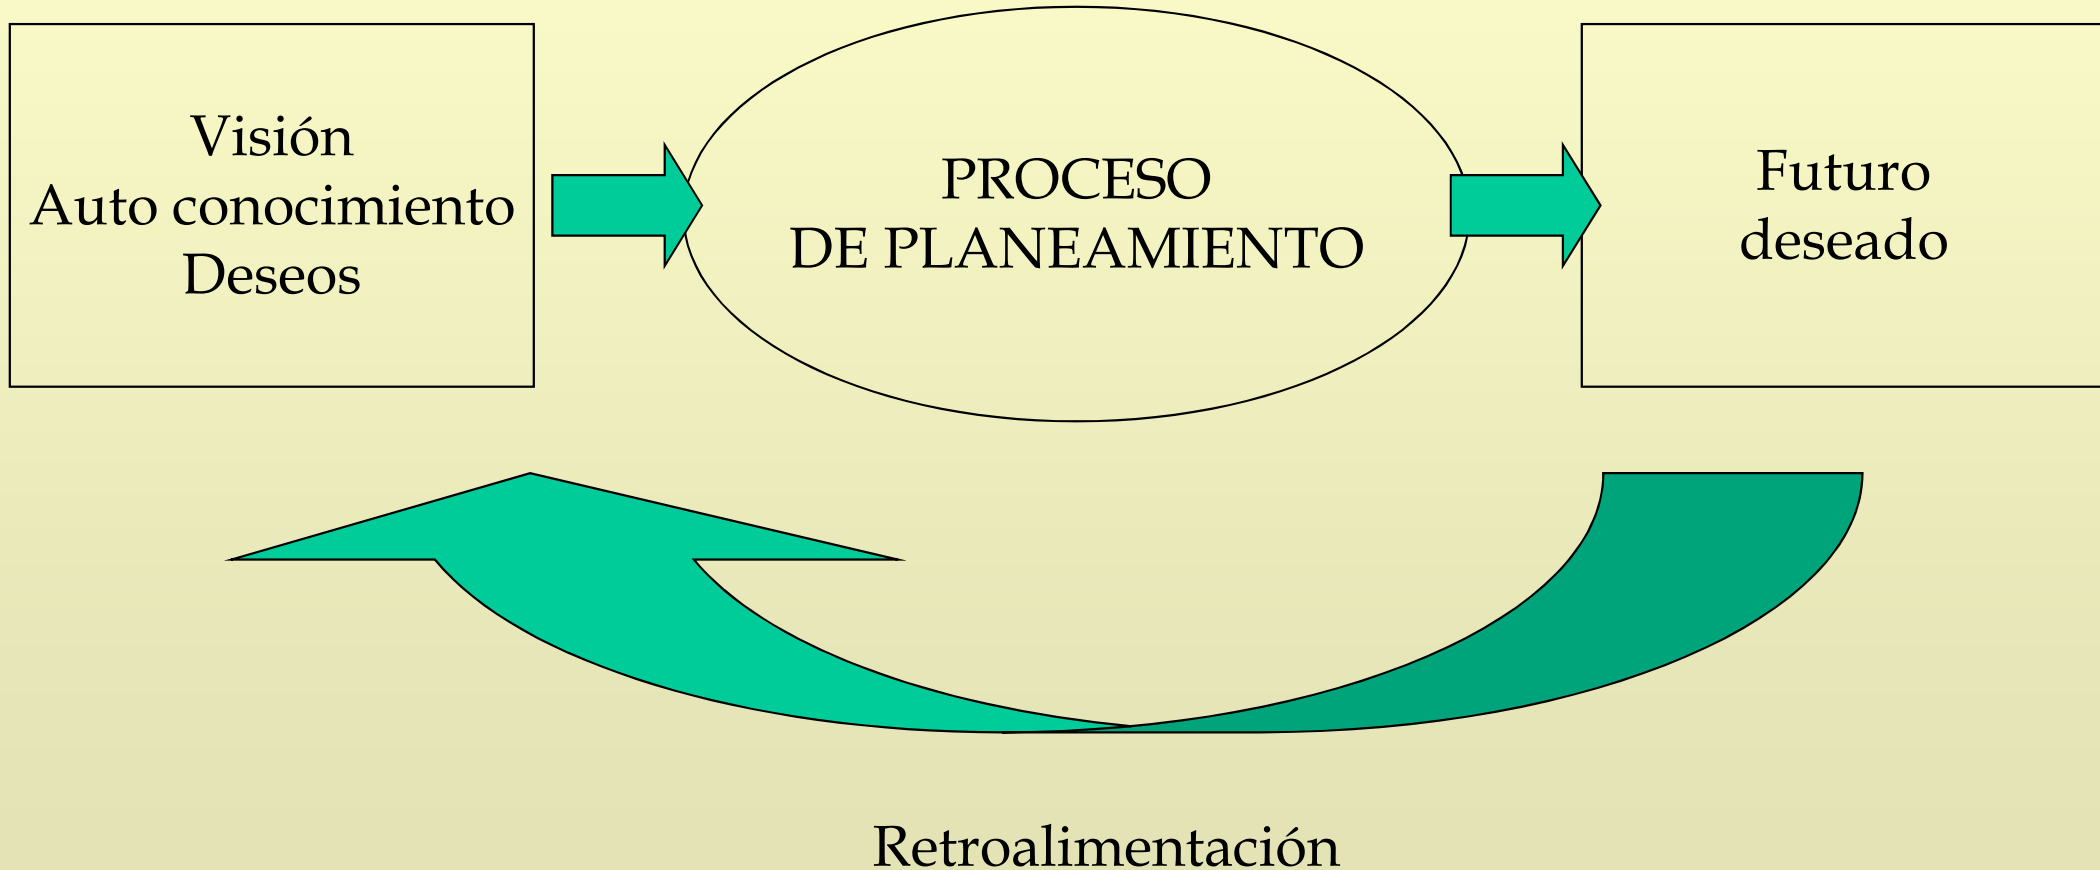 Visión
Auto conocimiento
Deseos
PROCESO
DE PLANEAMIENTO
Futuro
deseado
Retroalimentación